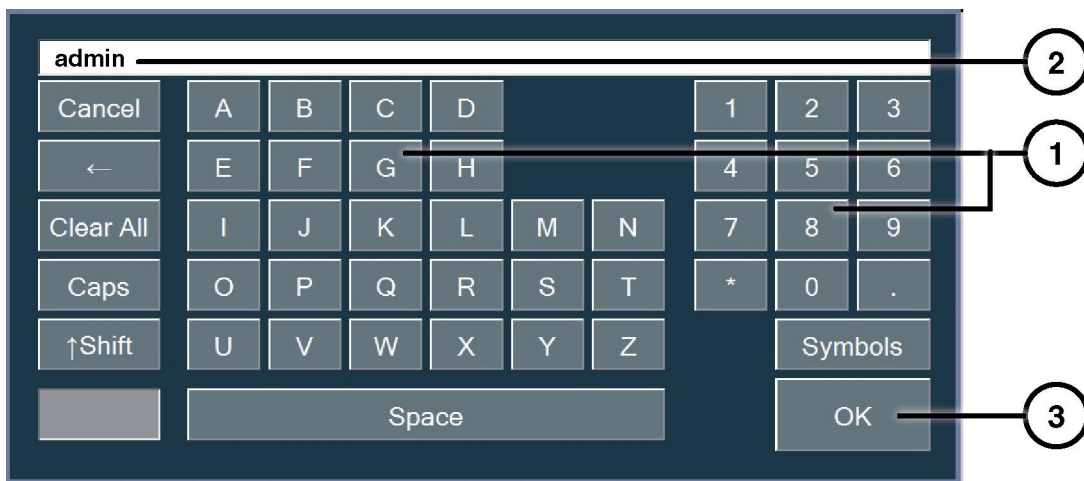 admin
2
Cancel A B C D 1 2 3
← E F G H 4 5 6
1
Clear All I J K L M N 7 8 9
Caps O P Q R S T * 0 .
↑Shift U V W X Y Z Symbols
Space OK
3